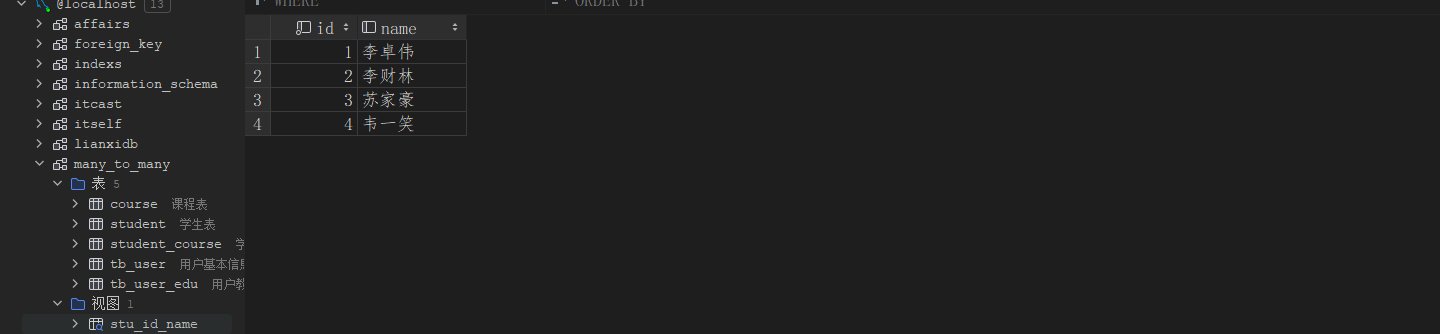 @localhost 13
affairs
foreign_key
indexs
information_schema
itcast
itself
lianxidb
many_to_many
表 5
course 课程表
student 学生表
student_course 学
tb_user 用户基本信息
tb_user_edu 用户教
视图 1
stu_id_name
WHERE ORDER BY
id name
1 1 李卓伟
2 2 李财林
3 3 苏家豪
4 4 韦一笑